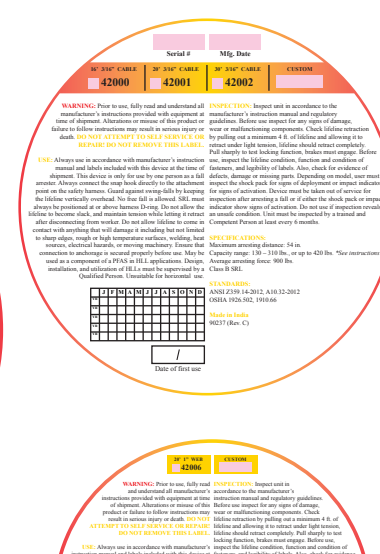 Serial #
Mfg. Date
16' 3/16" CABLE
20' 3/16" CABLE
30' 3/16" CABLE
CUSTOM
42000
42001
42002
WARNING: Prior to use, fully read and understand all
manufacturer's instructions provided with equipment at
time of shipment. Alterations or misuse of this product or
failure to follow instructions may result in serious injury or
death. DO NOT ATTEMPT TO SELF SERVICE OR
REPAIR! DO NOT REMOVE THIS LABEL.
USE: Always use in accordance with manufacturer's instruction
manual and labels included with this device at the time of
shipment. This device is only for use by one person as a fall
arrester. Always connect the snap hook directly to the attachment
point on the safety harness. Guard against swing-falls by keeping
the lifeline vertically overhead. No free fall is allowed. SRL must
always be positioned at or above harness D-ring. Do not allow the
lifeline to become slack, and maintain tension while letting it retract
after disconnecting from worker. Do not allow lifeline to come in
contact with anything that will damage it including but not limited
to sharp edges, rough or high temperature surfaces, welding, heat
sources, electrical hazards, or moving machinery. Ensure that
connection to anchorage is secured properly before use. May be
used as a component of a PFAS in HLL applications. Design,
installation, and utilization of HLLs must be supervised by a
Qualified Person. Unsuitable for horizontal use.
J F M A M J J A S O N D
YR
YR
YR
YR
/
Date of first use
INSPECTION: Inspect unit in accordance to the
manufacturer's instruction manual and regulatory
guidelines. Before use inspect for any signs of damage,
wear or malfunctioning components. Check lifeline retraction
by pulling out a minimum 4 ft. of lifeline and allowing it to
retract under light tension, lifeline should retract completely.
Pull sharply to test locking function, brakes must engage. Before
use, inspect the lifeline condition, function and condition of
fasteners, and legibility of labels. Also, check for evidence of
defects, damage or missing parts. Depending on model, user must
inspect the shock pack for signs of deployment or impact indicator
for signs of activation. Device must be taken out of service for
inspection after arresting a fall or if either the shock pack or impact
indicator show signs of activation. Do not use if inspection reveals
an unsafe condition. Unit must be inspected by a trained and
Competent Person at least every 6 months.
SPECIFICATIONS:
Maximum arresting distance: 54 in.
Capacity range: 130 – 310 lbs., or up to 420 lbs. *See instructions
Average arresting force: 900 lbs.
Class B SRL
STANDARDS:
ANSI Z359.14-2012, A10.32-2012
OSHA 1926.502, 1910.66
Made in India
90237 (Rev. C)
20' 1" WEB
CUSTOM
42006
WARNING: Prior to use, fully read
and understand all manufacturer's
instructions provided with equipment at time
of shipment. Alterations or misuse of this
product or failure to follow instructions may
result in serious injury or death. DO NOT
ATTEMPT TO SELF SERVICE OR REPAIR!
DO NOT REMOVE THIS LABEL.
USE: Always use in accordance with manufacturer's
INSPECTION: Inspect unit in
accordance to the manufacturer's
instruction manual and regulatory guidelines.
Before use inspect for any signs of damage,
wear or malfunctioning components. Check
lifeline retraction by pulling out a minimum 4 ft. of
lifeline and allowing it to retract under light tension,
lifeline should retract completely. Pull sharply to test
locking function, brakes must engage. Before use,
inspect the lifeline condition, function and condition of